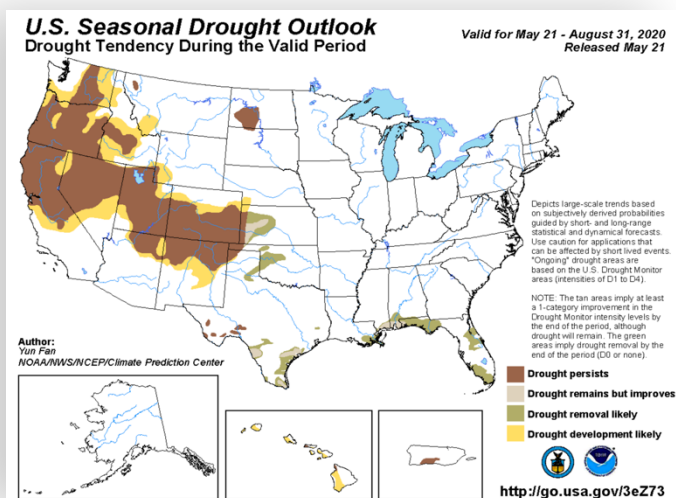 U.S. Seasonal Drought Outlook
Drought Tendency During the Valid Period
Valid for May 21 - August 31, 2020
Released May 21
Depicts large-scale trends based
on subjectively derived probabilities
guided by short- and long-range
statistical and dynamical forecasts.
Use caution for applications that
can be affected by short lived events.
"Ongoing" drought areas are
based on the U.S. Drought Monitor
areas (intensities of D1 to D4).
NOTE: The tan areas imply at least
a 1-category improvement in the
Drought Monitor intensity levels by
the end of the period, although
drought will remain. The green
areas imply drought removal by the
end of the period (D0 or none).
Author:
Yun Fan
NOAA/NWS/NCEP/Climate Prediction Center
Drought persists
Drought remains but improves
Drought removal likely
Drought development likely
http://go.usa.gov/3eZ73